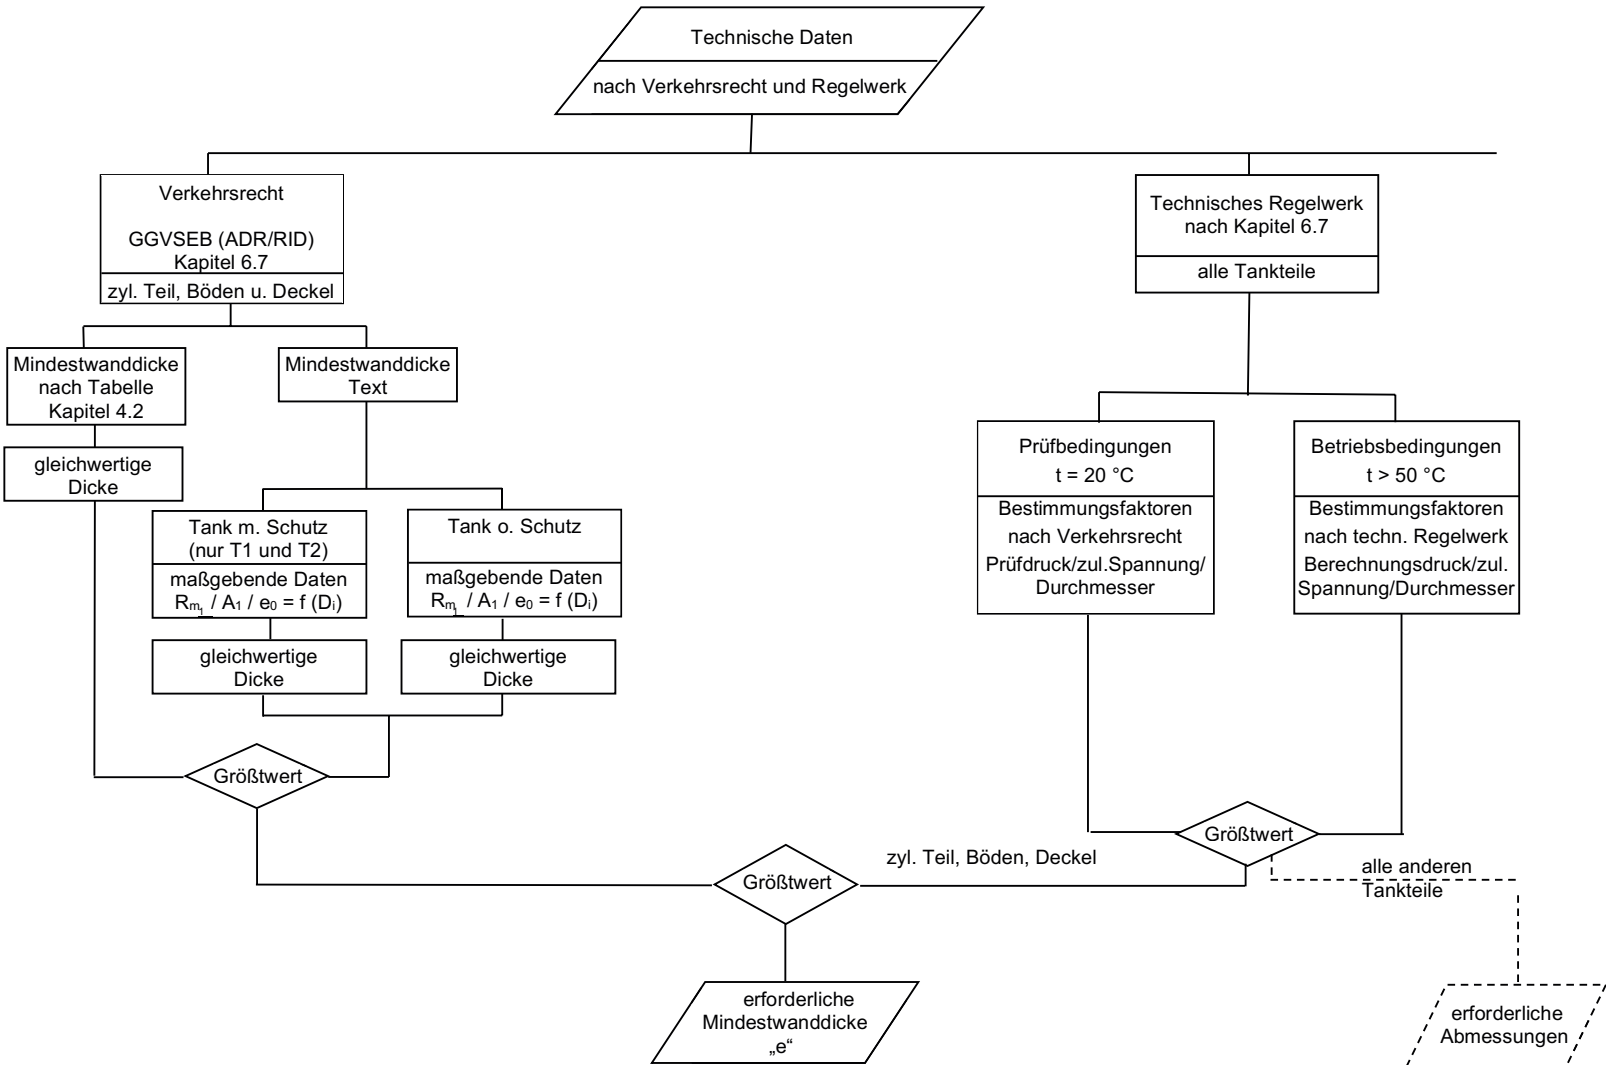 Technische Daten
nach Verkehrsrecht und Regelwerk
Verkehrsrecht
GGVSEB (ADR/RID)
Kapitel 6.7
zyl. Teil, Böden u. Deckel
Technisches Regelwerk
nach Kapitel 6.7
alle Tankteile
Mindestwanddicke
nach Tabelle
Kapitel 4.2
Mindestwanddicke
Text
gleichwertige
Dicke
Tank m. Schutz
(nur T1 und T2)
maßgebende Daten
Rm1 / A1 / e0 = f (Di)
Tank o. Schutz
maßgebende Daten
Rm1 / A1 / e0 = f (Di)
gleichwertige
Dicke
gleichwertige
Dicke
Prüfbedingungen
t = 20 °C
Bestimmungsfaktoren
nach Verkehrsrecht
Prüfdruck/zul.Spannung/
Durchmesser
Betriebsbedingungen
t > 50 °C
Bestimmungsfaktoren
nach techn. Regelwerk
Berechnungsdruck/zul.
Spannung/Durchmesser
Größtwert
Größtwert
zyl. Teil, Böden, Deckel
Größtwert
alle anderen
Tankteile
erforderliche
Mindestwanddicke
„e“
erforderliche
Abmessungen